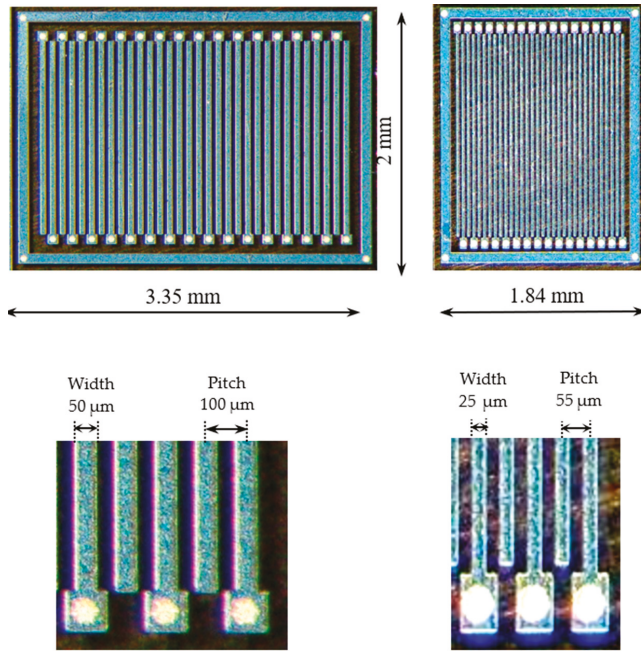 2 mm
3.35 mm
1.84 mm
Width
50 µm
Pitch
100 µm
Width
25 µm
Pitch
55 µm